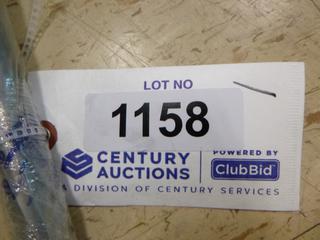 LOT NO
1158
CENTURY
AUCTIONS
POWERED BY
ClubBid
A DIVISION OF CENTURY SERVICES